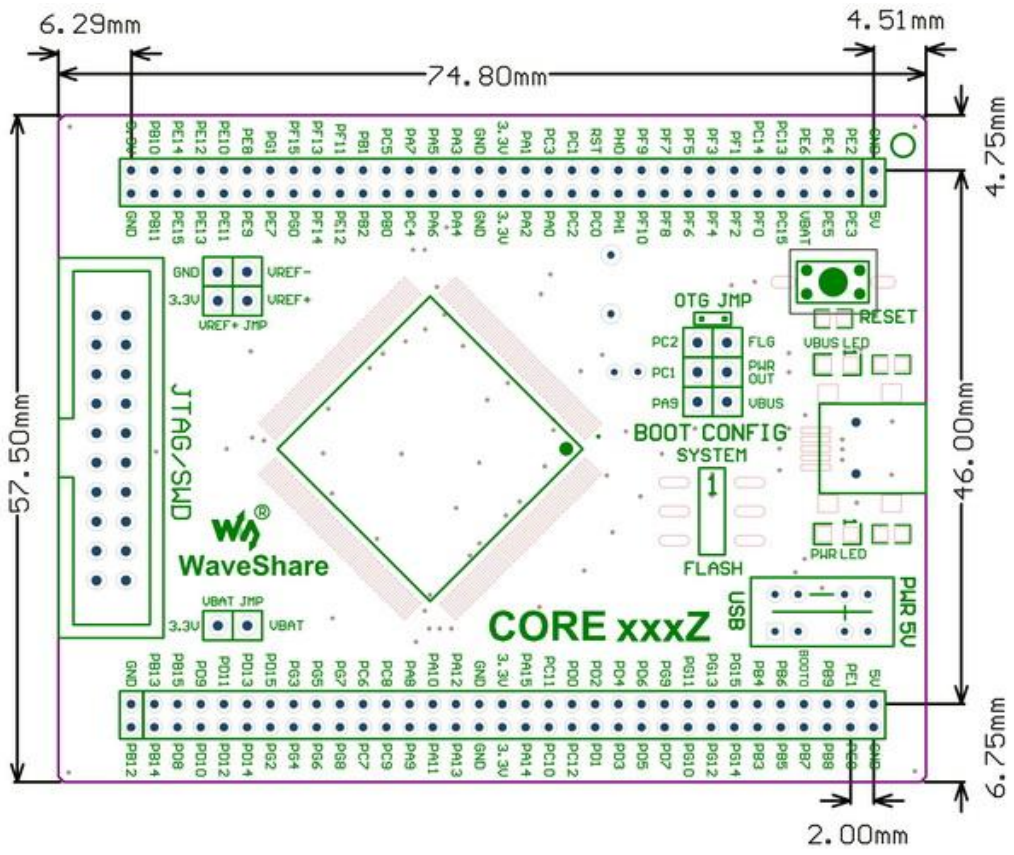 6.29mm
4.51mm
74.80mm
4.75mm
PB10 PE14 PE12 PE10 PE8 PG1 PF15 PF13 PF11 PB1 PC5 PA7 PA5 PA3 GND 3.3V PA1 PC3 PC1 RST PH0 PF9 PF7 PF5 PF3 PF1 PC14 PC13 PE6 PE4 PE2 GND
GND PB11 PE15 PE13 PE11 PE9 PE7 PG0 PF14 PE12 PB2 PB0 PC4 PA6 PA4 GND 3.3V PA2 PA0 PC2 PC0 PH1 PF10 PF8 PF6 PF4 PF2 PF0 PC15 VBAT PE5 PE3 5V
GND VREF-
3.3V VREF+
VREF+ JMP
OTG JMP
RESET
VBUS LED
1
PC2 FLG
PC1 PWR OUT
PA9 VBUS
BOOT CONFIG
SYSTEM
1
FLASH
JTAG/SWD
57.50mm
46.00mm
®
WaveShare
1
PWR LED
VBAT JMP
3.3V VBAT
CORE xxxZ
USB
PWR 5V
BOOT0
GND PB13 PB15 PD9 PD11 PD13 PD15 PG3 PG5 PG7 PC6 PC8 PA8 PA10 PA12 GND 3.3V PA15 PC11 PD0 PD2 PD4 PD6 PG9 PG11 PG13 PG15 PB4 PB6 PB9 PE1 5V
PB12 PB14 PD8 PD10 PD12 PD14 PG2 PG4 PG6 PG8 PC7 PC9 PA9 PA11 PA13 GND 3.3V PA14 PC10 PC12 PD1 PD3 PD5 PD7 PG10 PG12 PG14 PB3 PB5 PB7 PB8 PE0 GND
6.75mm
2.00mm